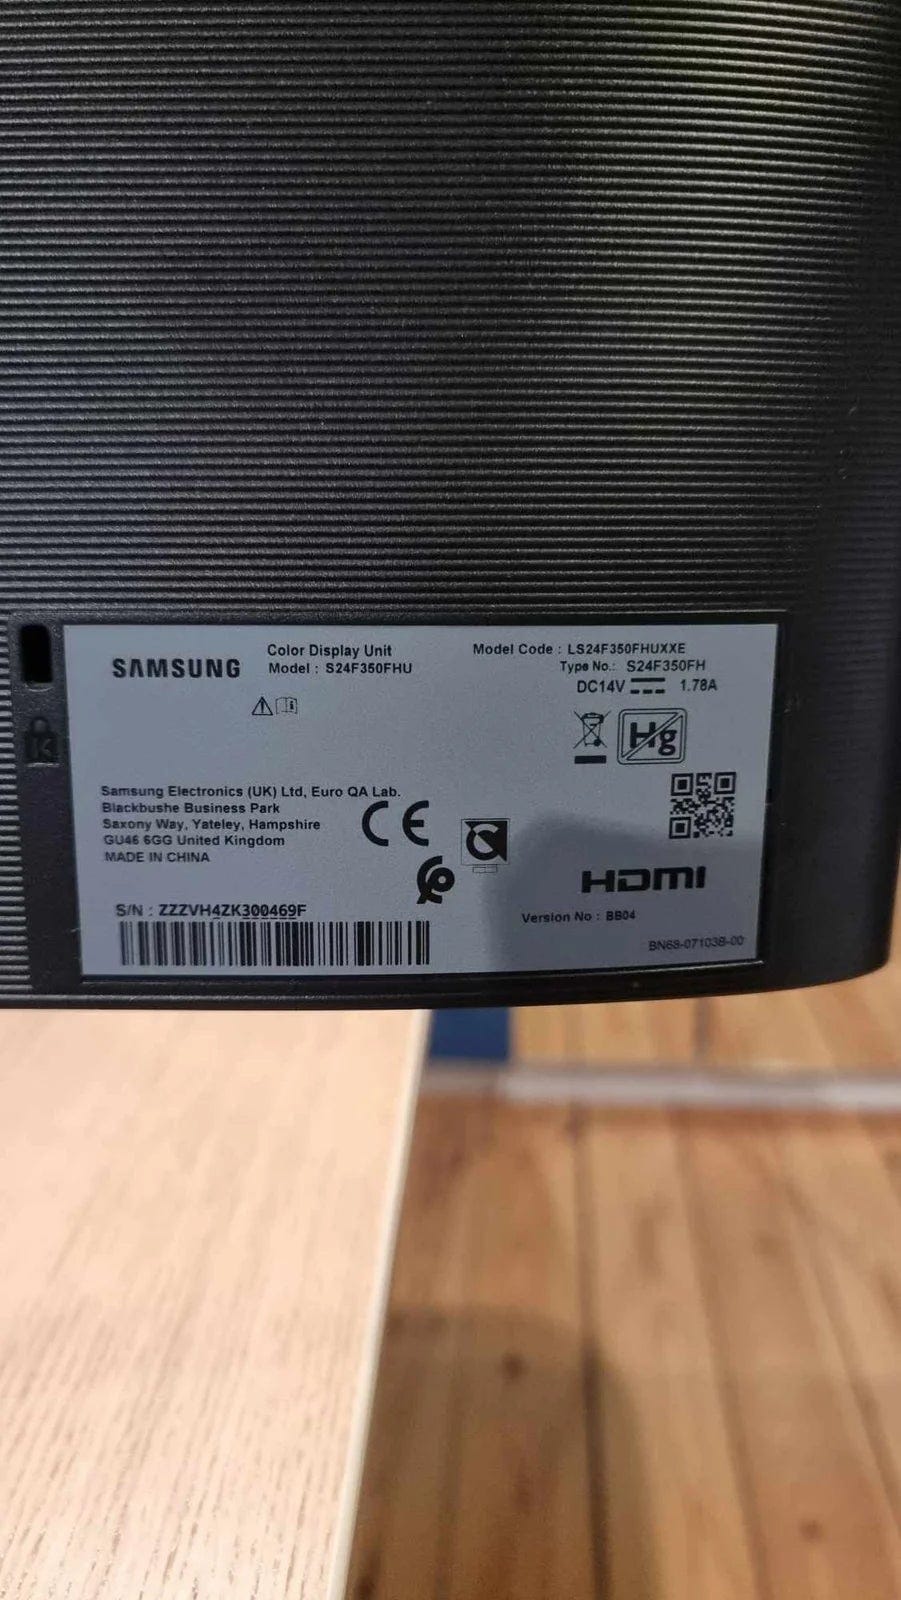 SAMSUNG
Color Display Unit
Model : S24F350FHU
Model Code : LS24F350FHUXXE
Type No.: S24F350FH
DC14V 1.78A
Hg
Samsung Electronics (UK) Ltd, Euro QA Lab.
Blackbushe Business Park
Saxony Way, Yateley, Hampshire
GU46 6GG United Kingdom
MADE IN CHINA
CE
HDMI
S/N : ZZZVH4ZK300469F
Version No : BB04
BN68-07103B-00
K